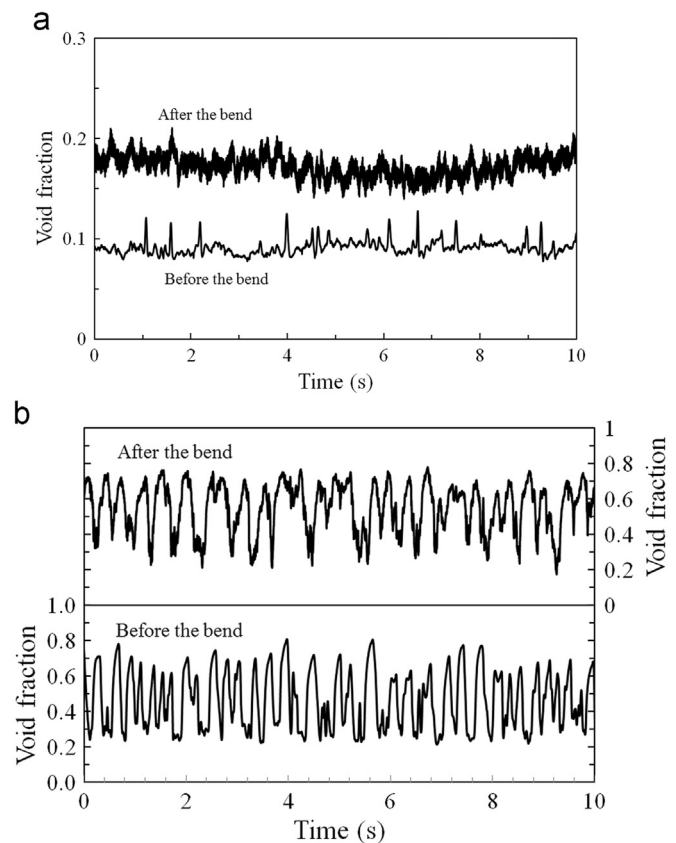 a
0.3
After the bend
0.2
Void fraction
0.1
Before the bend
0
0 2 4 6 8 10
Time (s)
b
1
After the bend
0.8
0.6
Void fraction
0.4
0.2
1.0 0
Before the bend
0.8
0.6
Void fraction
0.4
0.2
0.0
0 2 4 6 8 10
Time (s)